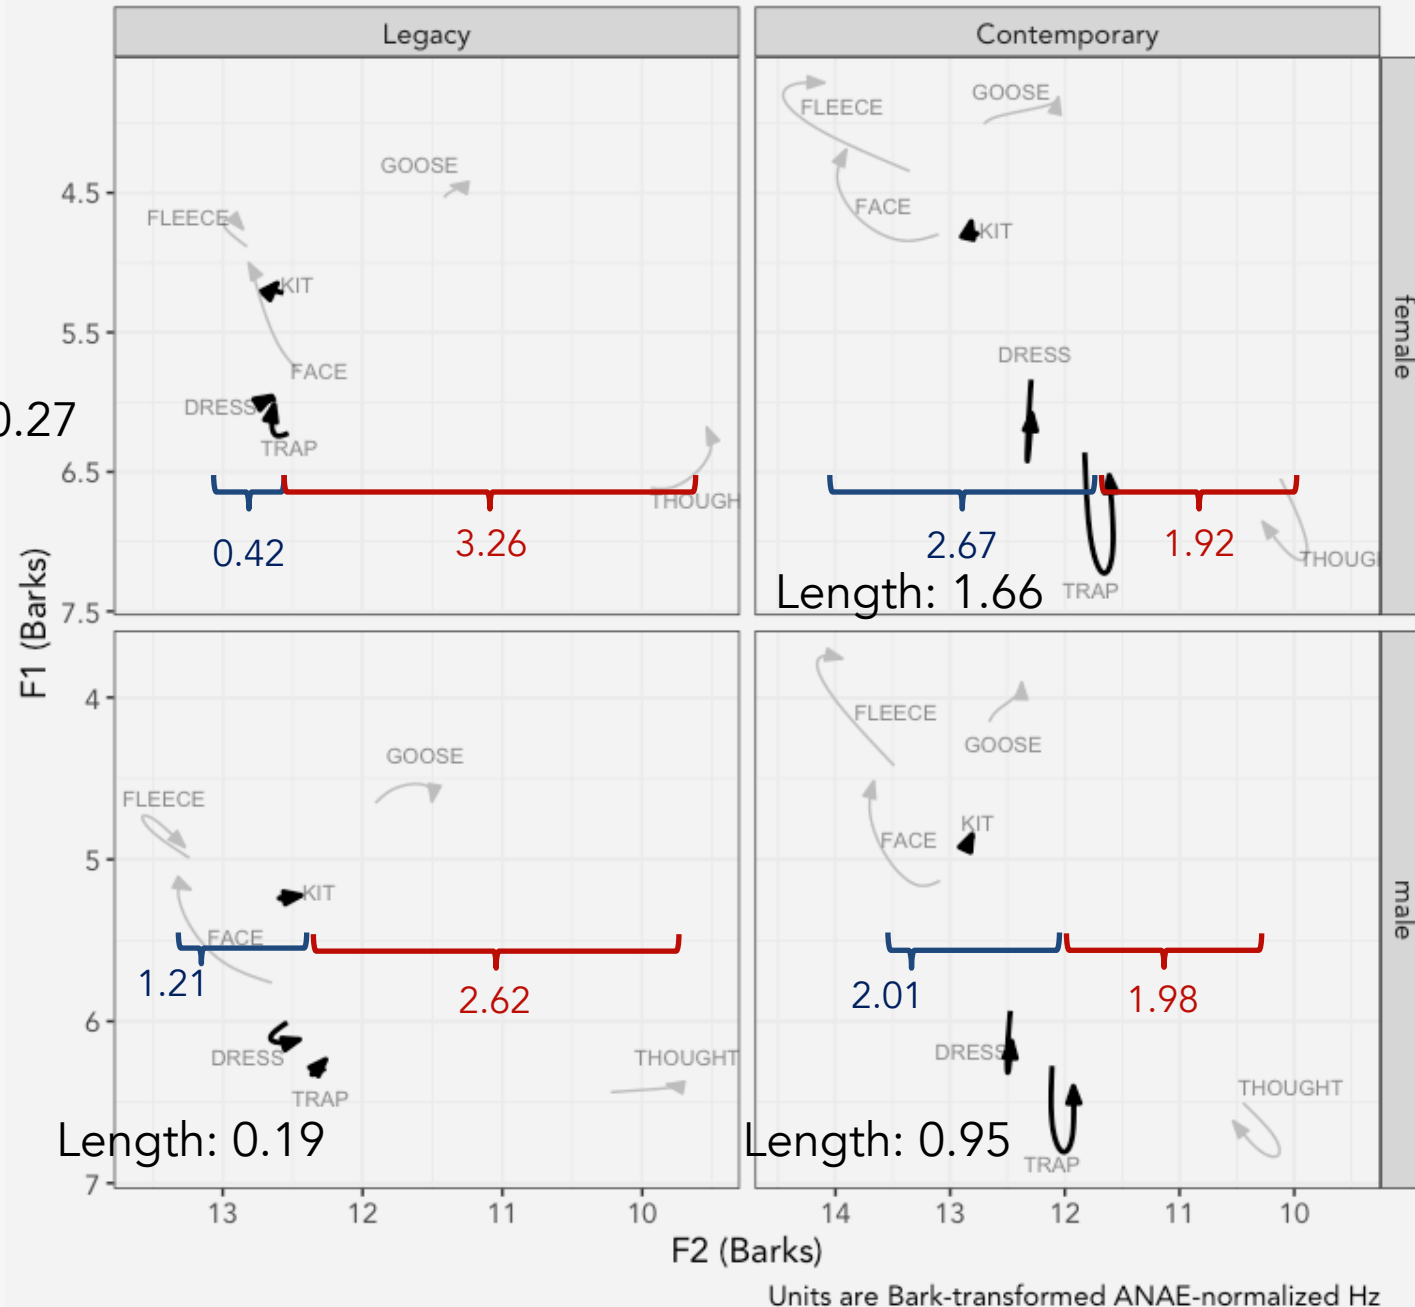 Legacy
Contemporary
FLEECE
GOOSE
FACE
KIT
DRESS
TRAP
THOUGH
0.42
3.26
FLEECE
GOOSE
FACE
KIT
DRESS
TRAP
THOUGI
2.67
1.92
Length: 1.66
female
0.27
4.5
5.5
6.5
7.5
F1 (Barks)
FLEECE
GOOSE
KIT
FACE
DRESS
TRAP
THOUGHT
1.21
2.62
Length: 0.19
FLEECE
GOOSE
KIT
FACE
DRESS
TRAP
THOUGHT
2.01
1.98
Length: 0.95
male
4
5
6
7
13 12 11 10
14 13 12 11 10
F2 (Barks)
Units are Bark-transformed ANAE-normalized Hz